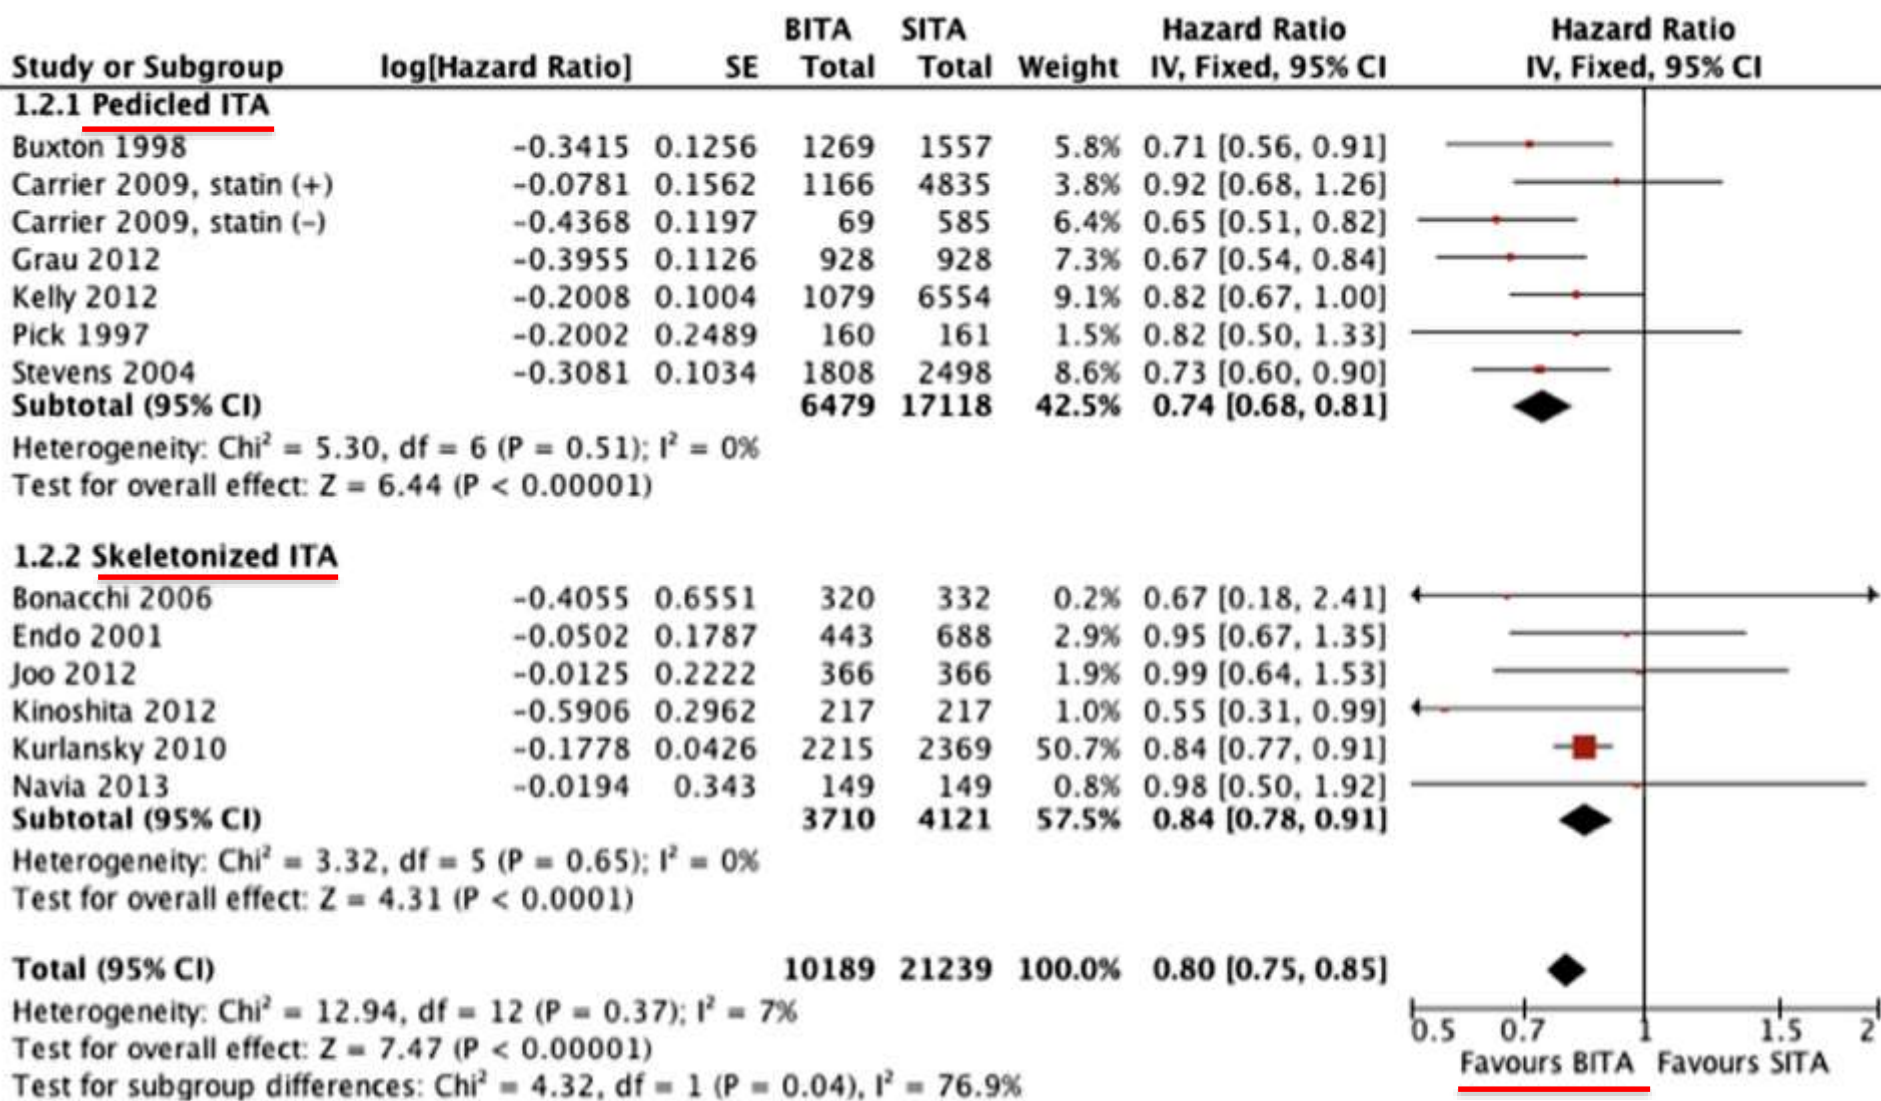 BITA SITA Hazard Ratio Hazard Ratio
Study or Subgroup log[Hazard Ratio] SE Total Total Weight IV, Fixed, 95% CI IV, Fixed, 95% CI
1.2.1 Pedicled ITA
Buxton 1998 -0.3415 0.1256 1269 1557 5.8% 0.71 [0.56, 0.91]
Carrier 2009, statin (+) -0.0781 0.1562 1166 4835 3.8% 0.92 [0.68, 1.26]
Carrier 2009, statin (-) -0.4368 0.1197 69 585 6.4% 0.65 [0.51, 0.82]
Grau 2012 -0.3955 0.1126 928 928 7.3% 0.67 [0.54, 0.84]
Kelly 2012 -0.2008 0.1004 1079 6554 9.1% 0.82 [0.67, 1.00]
Pick 1997 -0.2002 0.2489 160 161 1.5% 0.82 [0.50, 1.33]
Stevens 2004 -0.3081 0.1034 1808 2498 8.6% 0.73 [0.60, 0.90]
Subtotal (95% CI) 6479 17118 42.5% 0.74 [0.68, 0.81]
Heterogeneity: Chi² = 5.30, df = 6 (P = 0.51); I² = 0%
Test for overall effect: Z = 6.44 (P < 0.00001)
1.2.2 Skeletonized ITA
Bonacchi 2006 -0.4055 0.6551 320 332 0.2% 0.67 [0.18, 2.41]
Endo 2001 -0.0502 0.1787 443 688 2.9% 0.95 [0.67, 1.35]
Joo 2012 -0.0125 0.2222 366 366 1.9% 0.99 [0.64, 1.53]
Kinoshita 2012 -0.5906 0.2962 217 217 1.0% 0.55 [0.31, 0.99]
Kurlansky 2010 -0.1778 0.0426 2215 2369 50.7% 0.84 [0.77, 0.91]
Navia 2013 -0.0194 0.343 149 149 0.8% 0.98 [0.50, 1.92]
Subtotal (95% CI) 3710 4121 57.5% 0.84 [0.78, 0.91]
Heterogeneity: Chi² = 3.32, df = 5 (P = 0.65); I² = 0%
Test for overall effect: Z = 4.31 (P < 0.0001)
Total (95% CI) 10189 21239 100.0% 0.80 [0.75, 0.85]
Heterogeneity: Chi² = 12.94, df = 12 (P = 0.37); I² = 7%
Test for overall effect: Z = 7.47 (P < 0.00001)
Test for subgroup differences: Chi² = 4.32, df = 1 (P = 0.04), I² = 76.9%
0.5 0.7 1 1.5 2
Favours BITA Favours SITA